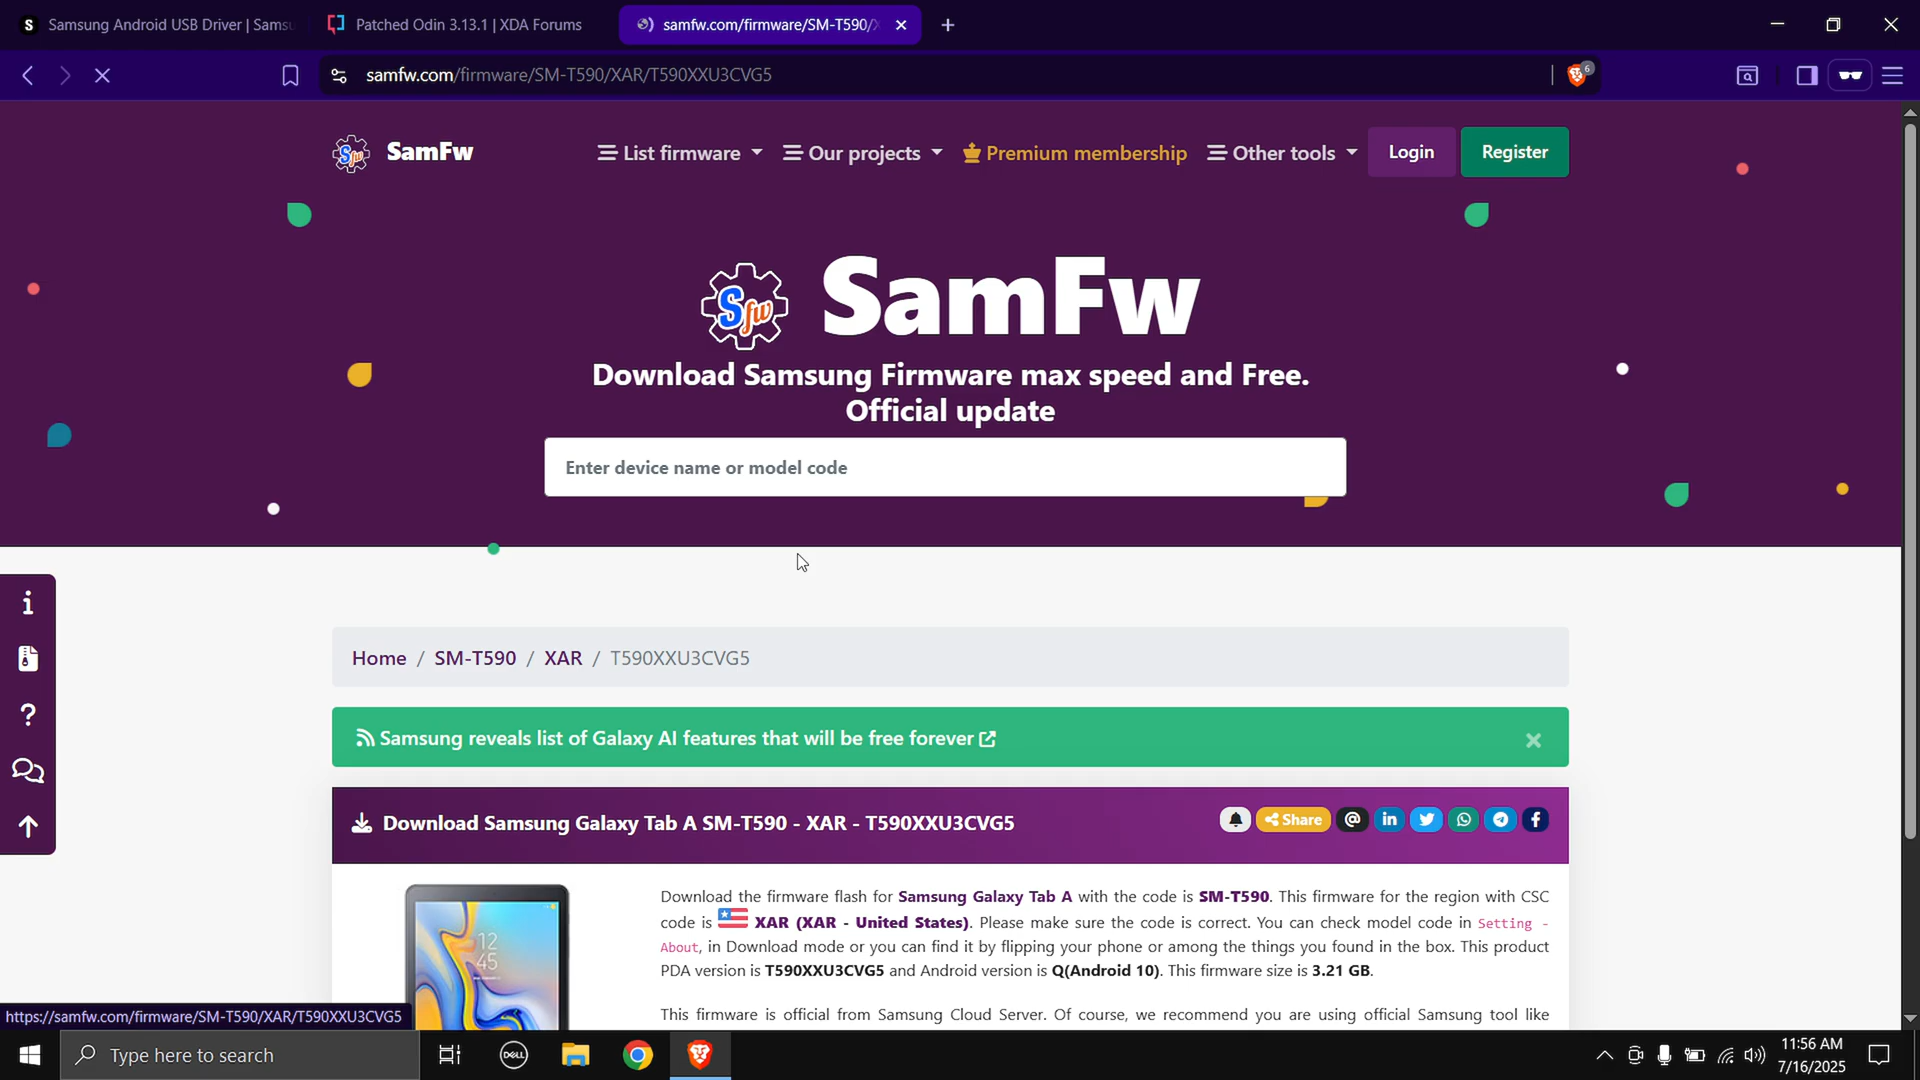 S Samsung Android USB Driver | Samsu
Patched Odin 3.13.1 | XDA Forums
samfw.com/firmware/SM-T590/X
samfw.com/firmware/SM-T590/XAR/T590XXU3CVG5
6
Sfw SamFw
List firmware
Our projects
Premium membership
Other tools
Login
Register
Sfw SamFw
Download Samsung Firmware max speed and Free.
Official update
Enter device name or model code
Home / SM-T590 / XAR / T590XXU3CVG5
Samsung reveals list of Galaxy AI features that will be free forever
Download Samsung Galaxy Tab A SM-T590 - XAR - T590XXU3CVG5
Share
12
45
Download the firmware flash for Samsung Galaxy Tab A with the code is SM-T590. This firmware for the region with CSC
code is XAR (XAR - United States). Please make sure the code is correct. You can check model code in Setting -
About, in Download mode or you can find it by flipping your phone or among the things you found in the box. This product
PDA version is T590XXU3CVG5 and Android version is Q(Android 10). This firmware size is 3.21 GB.
This firmware is official from Samsung Cloud Server. Of course, we recommend you are using official Samsung tool like
https://samfw.com/firmware/SM-T590/XAR/T590XXU3CVG5
Type here to search
DELL
11:56 AM
7/16/2025